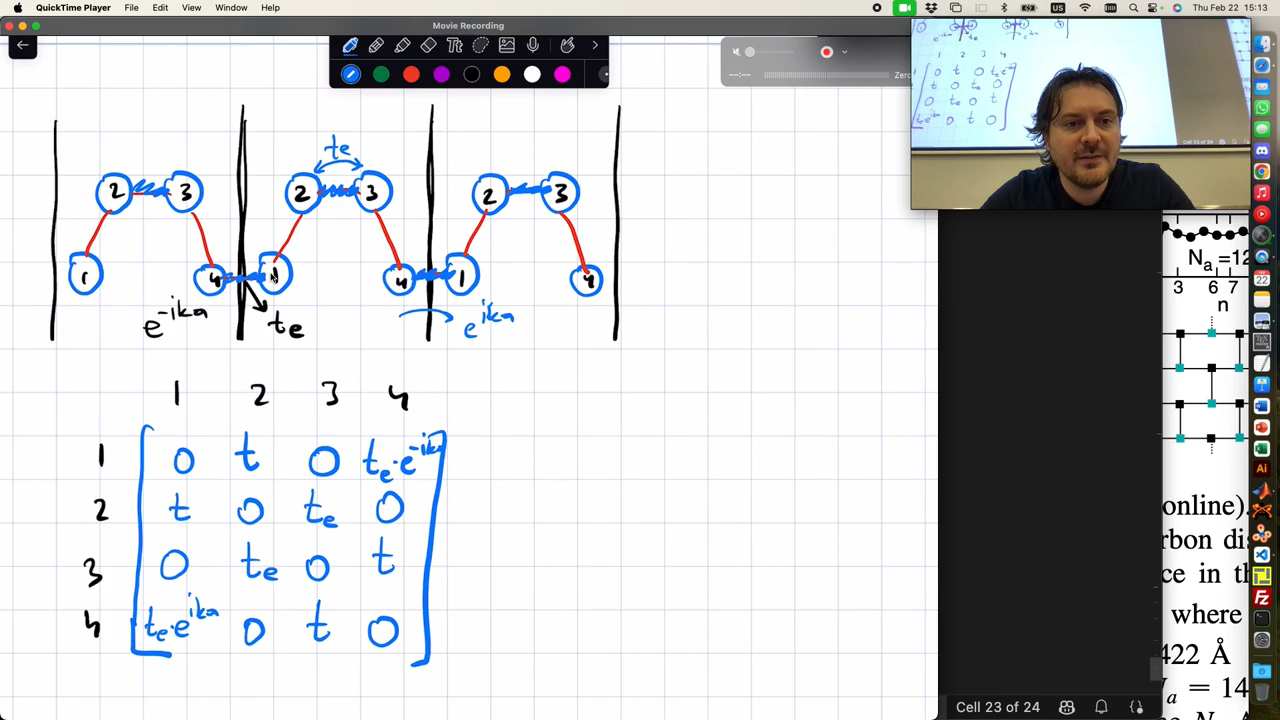 QuickTime Player File Edit View Window Help
Thu Feb 22 15:13
Movie Recording
Zero
te
2 3 2 3 2 3
1 4 1 4 1 4
e^-ika te e^ika
1 2 3 4
1 0 t 0 te·e^-ika
2 t 0 te 0
3 0 te 0 t
4 te·e^ika 0 t 0
Na =12
3 6 7
n
online).
rbon dis
ce in th
where
422 Å
Na = 14
Cell 23 of 24